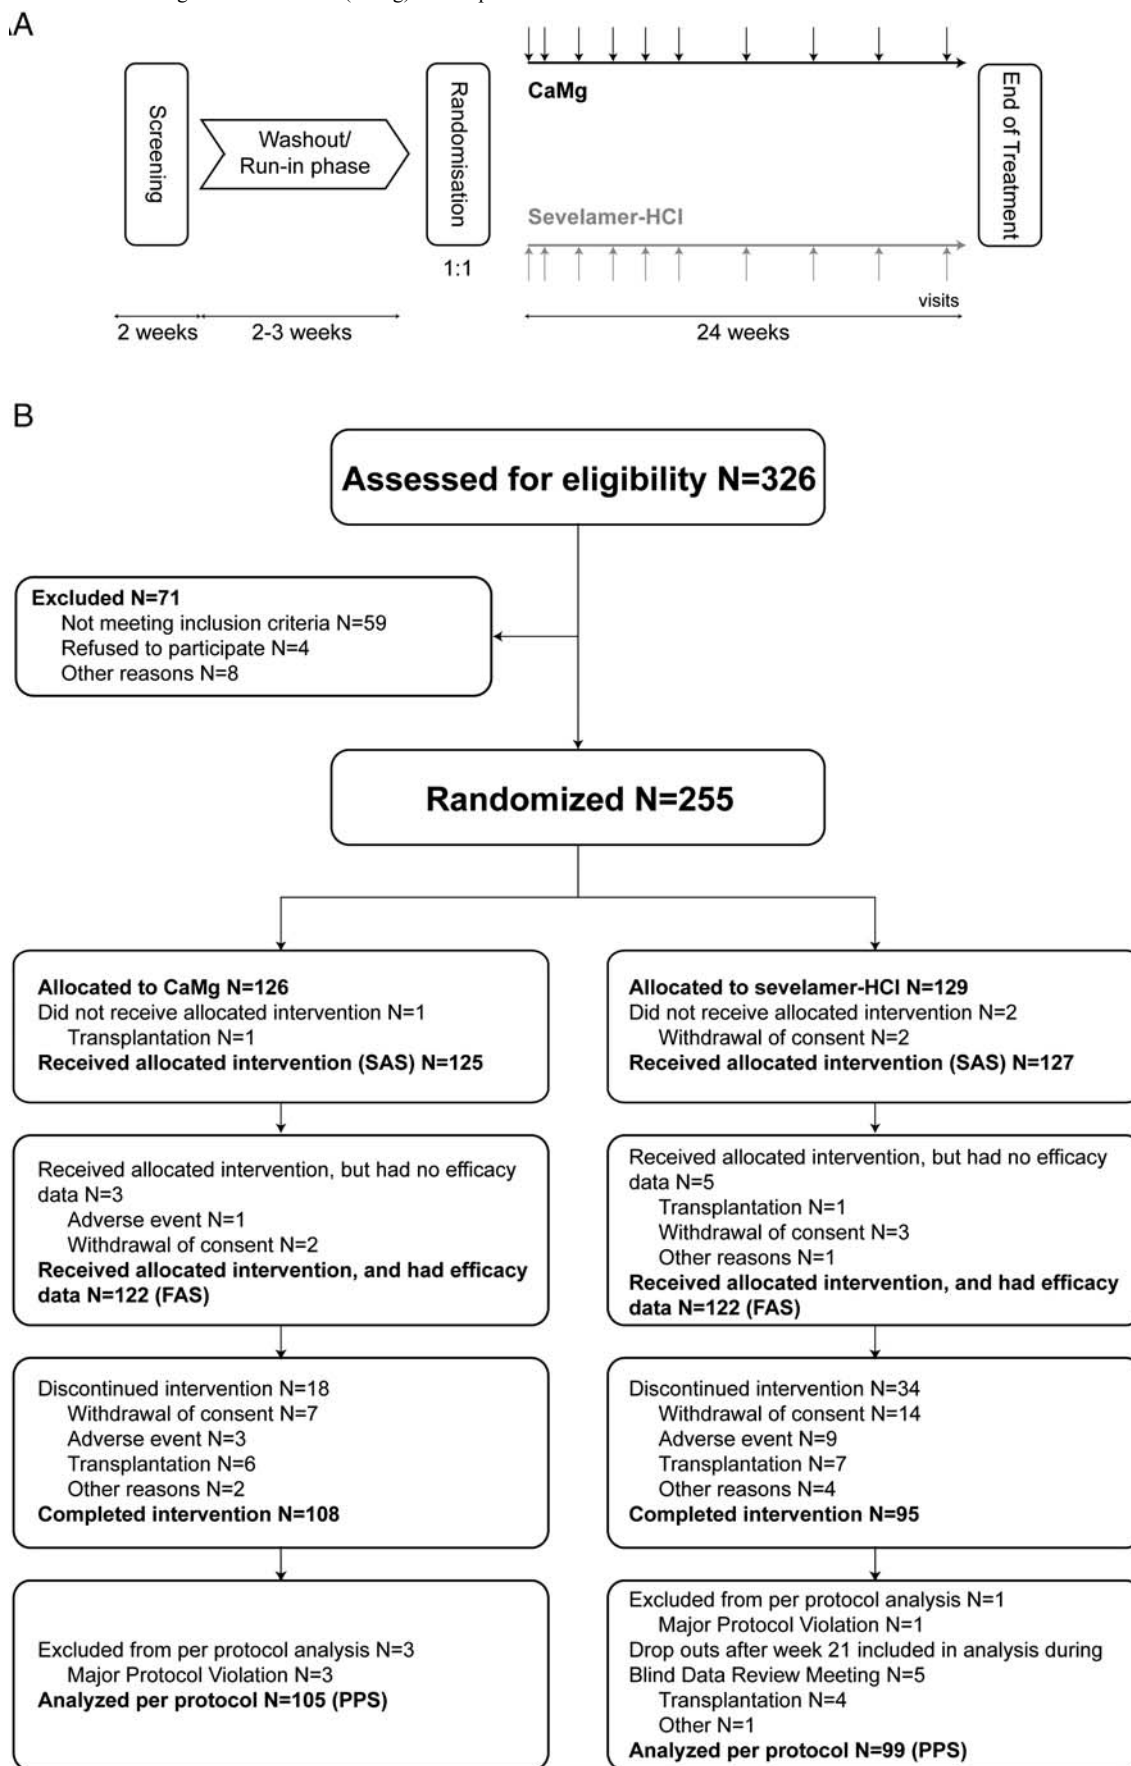 A
Screening
Washout/
Run-in phase
Randomisation
1:1
CaMg
Sevelamer-HCl
visits
End of Treatment
2 weeks
2-3 weeks
24 weeks
B
Assessed for eligibility N=326
Excluded N=71
Not meeting inclusion criteria N=59
Refused to participate N=4
Other reasons N=8
Randomized N=255
Allocated to CaMg N=126
Did not receive allocated intervention N=1
Transplantation N=1
Received allocated intervention (SAS) N=125
Allocated to sevelamer-HCl N=129
Did not receive allocated intervention N=2
Withdrawal of consent N=2
Received allocated intervention (SAS) N=127
Received allocated intervention, but had no efficacy
data N=3
Adverse event N=1
Withdrawal of consent N=2
Received allocated intervention, and had efficacy
data N=122 (FAS)
Received allocated intervention, but had no efficacy
data N=5
Transplantation N=1
Withdrawal of consent N=3
Other reasons N=1
Received allocated intervention, and had efficacy
data N=122 (FAS)
Discontinued intervention N=18
Withdrawal of consent N=7
Adverse event N=3
Transplantation N=6
Other reasons N=2
Completed intervention N=108
Discontinued intervention N=34
Withdrawal of consent N=14
Adverse event N=9
Transplantation N=7
Other reasons N=4
Completed intervention N=95
Excluded from per protocol analysis N=3
Major Protocol Violation N=3
Analyzed per protocol N=105 (PPS)
Excluded from per protocol analysis N=1
Major Protocol Violation N=1
Drop outs after week 21 included in analysis during
Blind Data Review Meeting N=5
Transplantation N=4
Other N=1
Analyzed per protocol N=99 (PPS)